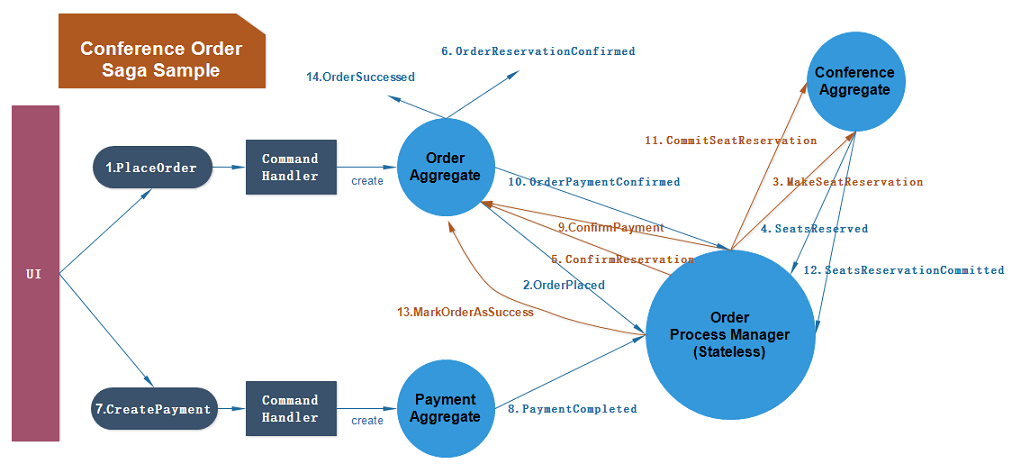 Conference Order
Saga Sample
6.OrderReservationConfirmed
14.OrderSuccessed
Conference
Aggregate
11.CommitSeatReservation
1.PlaceOrder
Command
Handler
create
Order
Aggregate
10.OrderPaymentConfirmed
3.MakeSeatReservation
9.ConfirmPayment
4.SeatsReserved
5.ConfirmReservation
12.SeatsReservationCommitted
UI
2.OrderPlaced
13.MarkOrderAsSuccess
Order
Process Manager
(Stateless)
7.CreatePayment
Command
Handler
create
Payment
Aggregate
8.PaymentCompleted